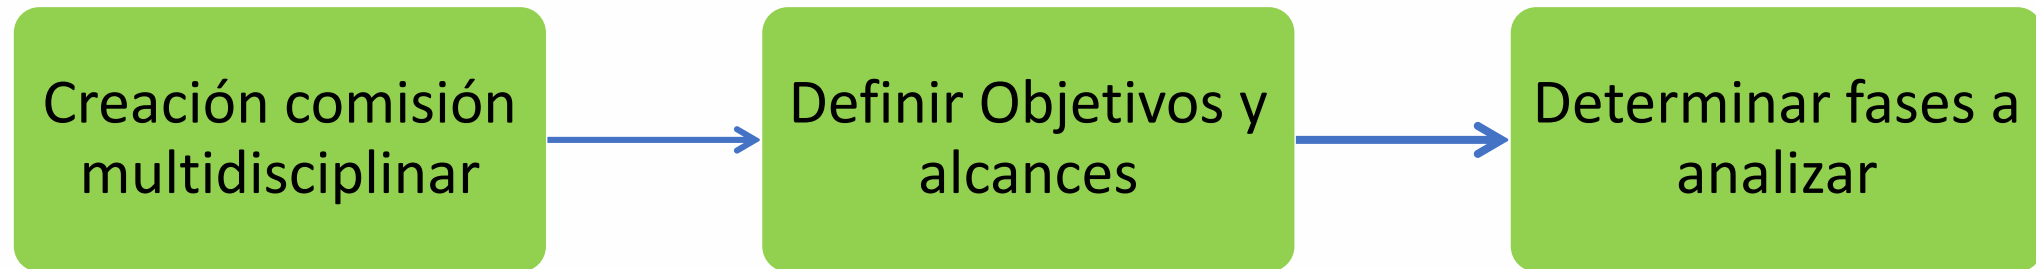 Creación comisión
multidisciplinar
Definir Objetivos y
alcances
Determinar fases a
analizar